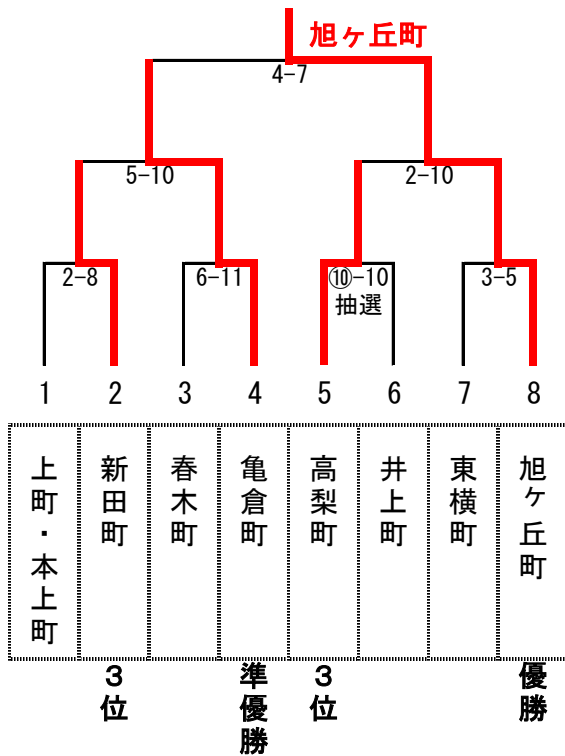 旭ヶ丘町
4-7
5-10
2-10
2-8
6-11
⑩-10
抽選
3-5
1
2
3
4
5
6
7
8
上町・本上町
新田町
春木町
亀倉町
高梨町
井上町
東横町
旭ヶ丘町
３位
準優勝
３位
優勝